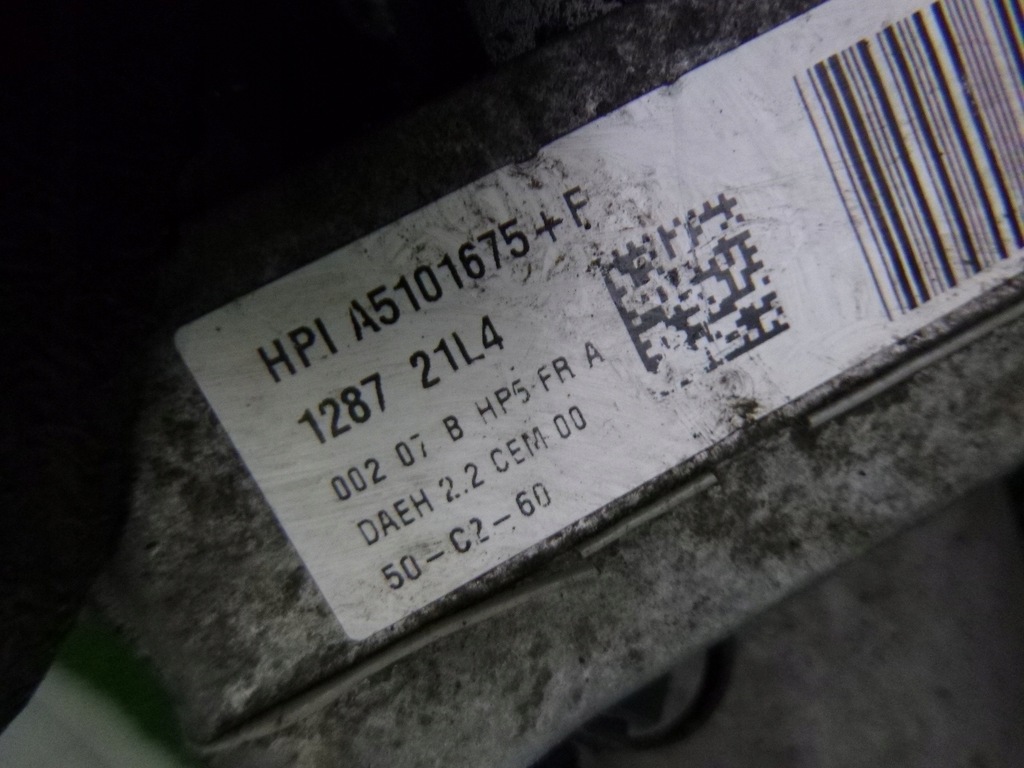 HPI A5101675+F
1287 21L4
002 07 B HP5 FR A
DAEH 2.2 CEM 00
50-C2-60